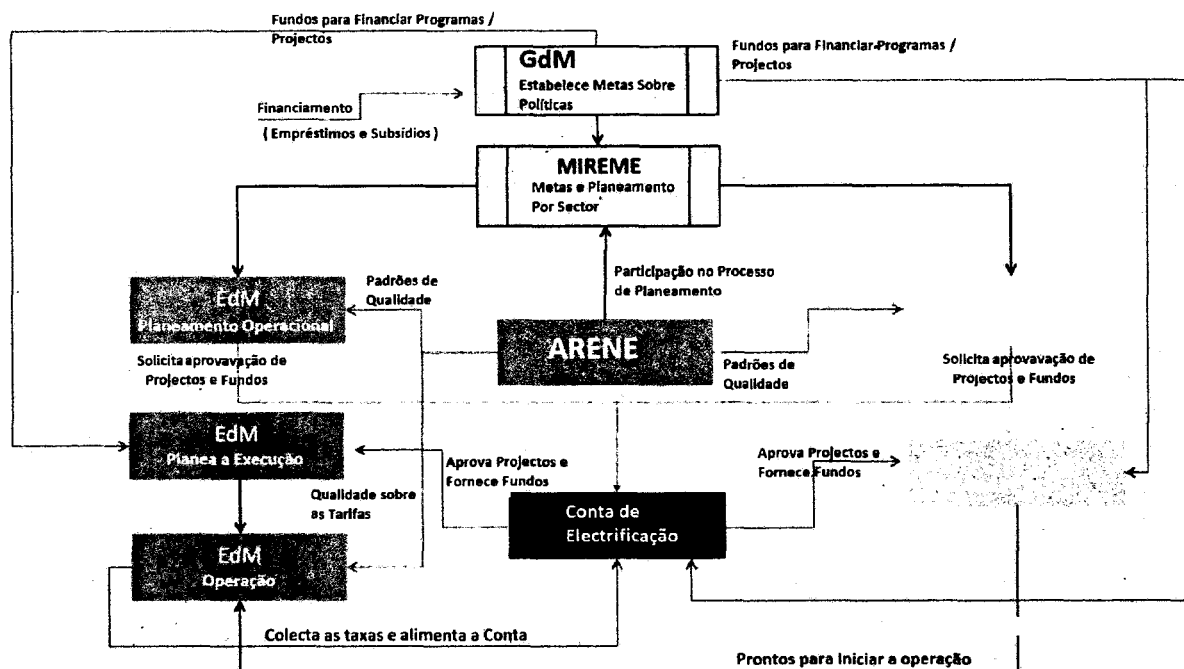 Fundos para Financiar Programas /
Projectos
GdM
Estabelece Metas Sobre
Políticas
Fundos para Financiar-Programas /
Projectos
Financiamento
( Empréstimos e Subsídios )
MIREME
Metas e Planeamento
Por Sector
Participação no Processo
de Planeamento
EdM
Planeamento Operacional
Padrões de
Qualidade
ARENE
Padrões de
Qualidade
Solicita aprovavação de
Projectos e Fundos
Solicita aprovavação de
Projectos e Fundos
EdM
Planea a Execução
Aprova Projectos e
Fornece Fundos
Aprova Projectos e
Fornece Fundos
Qualidade sobre
as Tarifas
Conta de
Electrificação
EdM
Operação
Colecta as taxas e alimenta a Conta
Prontos para Iniciar a operação